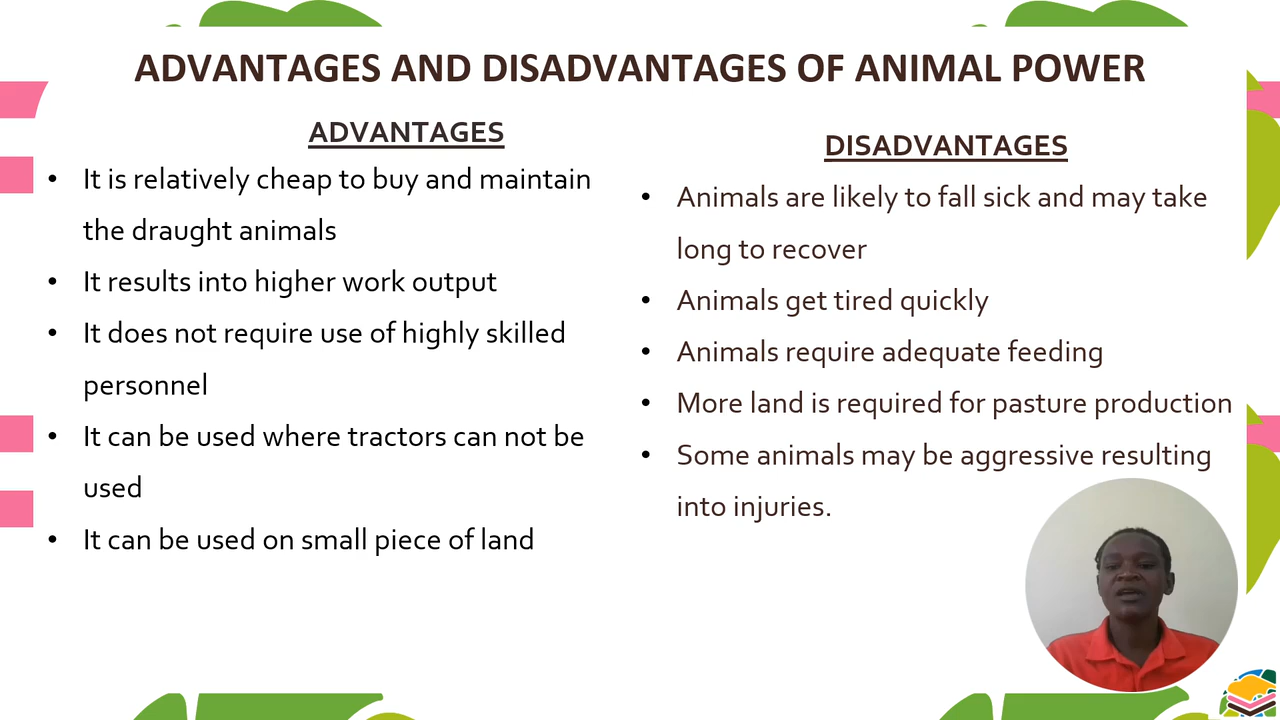 ADVANTAGES AND DISADVANTAGES OF ANIMAL POWER
ADVANTAGES
• It is relatively cheap to buy and maintain
the draught animals
• It results into higher work output
• It does not require use of highly skilled
personnel
• It can be used where tractors can not be
used
• It can be used on small piece of land
DISADVANTAGES
• Animals are likely to fall sick and may take
long to recover
• Animals get tired quickly
• Animals require adequate feeding
• More land is required for pasture production
• Some animals may be aggressive resulting
into injuries.